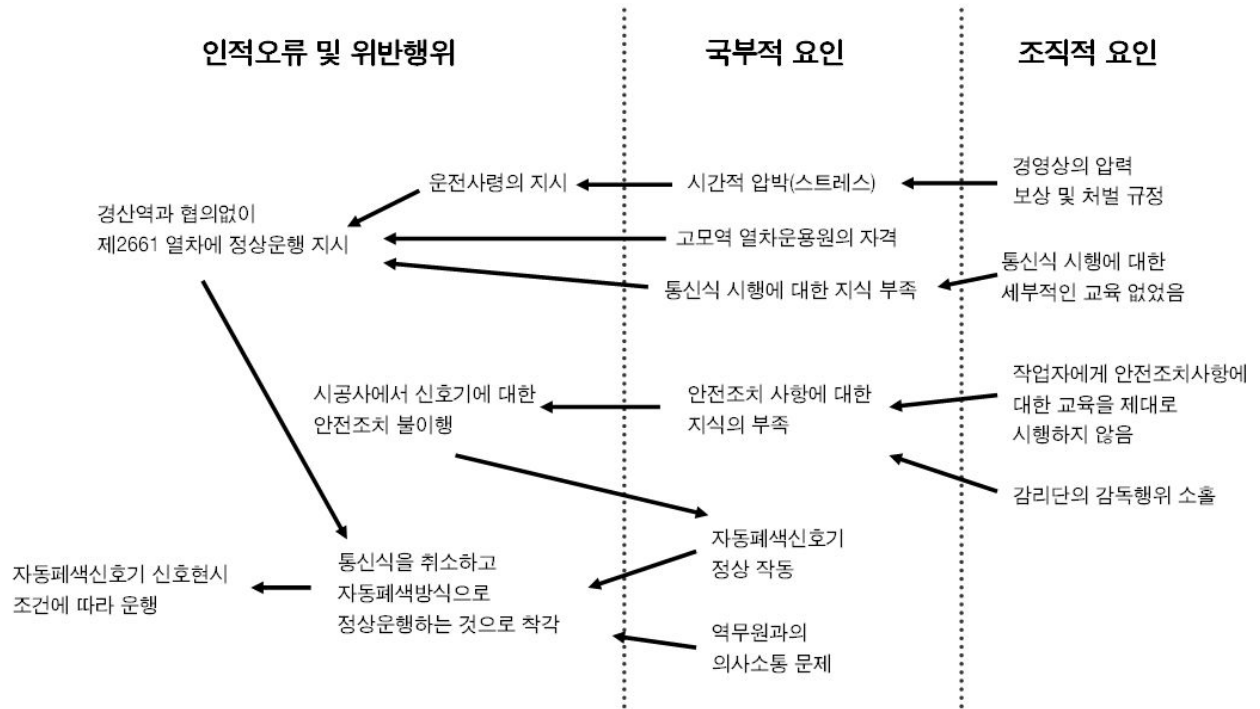 인적오류 및 위반행위
국부적 요인
조직적 요인
운전사령의 지시
시간적 압박(스트레스)
경영상의 압력
보상 및 처벌 규정
경산역과 협의없이
제2661 열차에 정상운행 지시
고모역 열차운용원의 자격
통신식 시행에 대한 지식 부족
통신식 시행에 대한
세부적인 교육 없었음
시공사에서 신호기에 대한
안전조치 불이행
안전조치 사항에 대한
지식의 부족
작업자에게 안전조치사항에
대한 교육을 제대로
시행하지 않음
감리단의 감독행위 소홀
자동폐색신호기
정상 작동
자동폐색신호기 신호현시
조건에 따라 운행
통신식을 취소하고
자동폐색방식으로
정상운행하는 것으로 착각
역무원과의
의사소통 문제